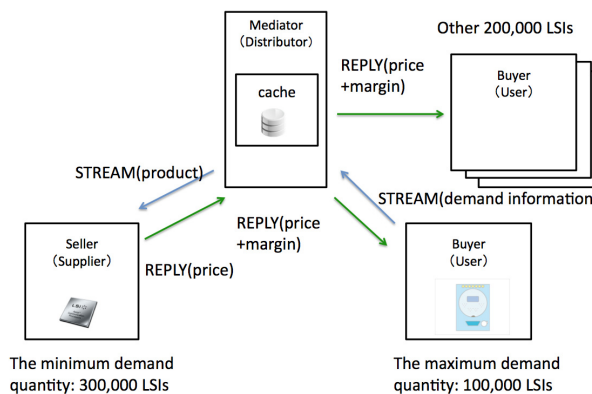 Mediator
（Distributor）
cache
Other 200,000 LSIs
REPLY(price
+margin)
Buyer
（User）
STREAM(product)
STREAM(demand information
Seller
（Supplier）
REPLY(price)
REPLY(price
+margin)
Buyer
（User）
LSI
The minimum demand
quantity: 300,000 LSIs
The maximum demand
quantity: 100,000 LSIs